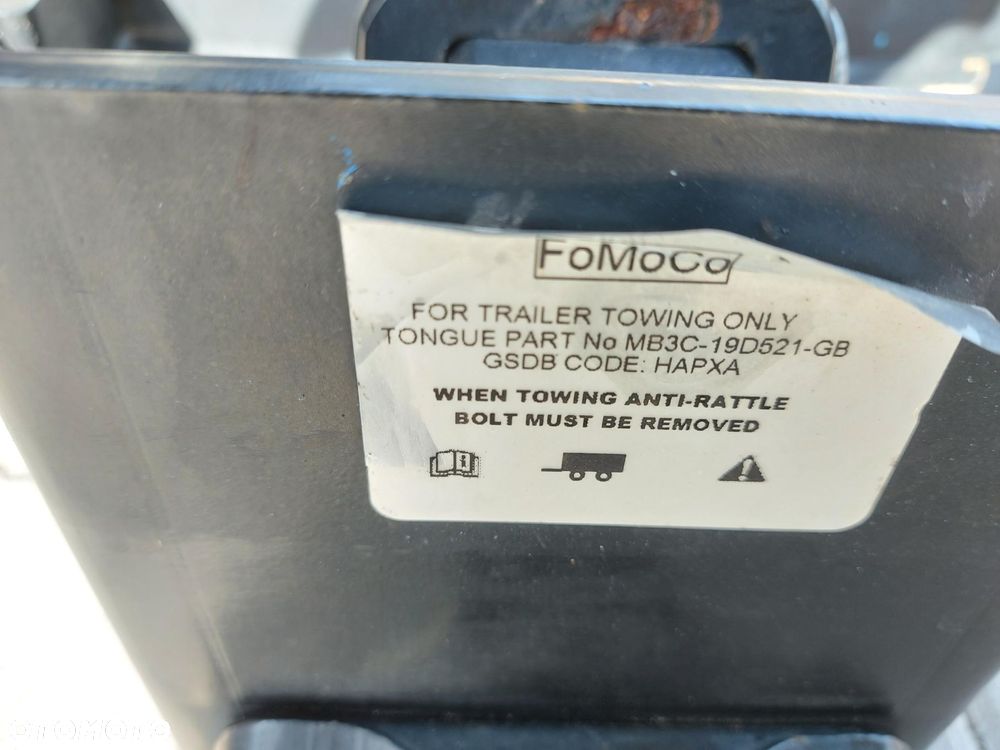 FoMoCo
FOR TRAILER TOWING ONLY
TONGUE PART No MB3C-19D521-GB
GSDB CODE: HAPXA
WHEN TOWING ANTI-RATTLE
BOLT MUST BE REMOVED
OTOMOTO